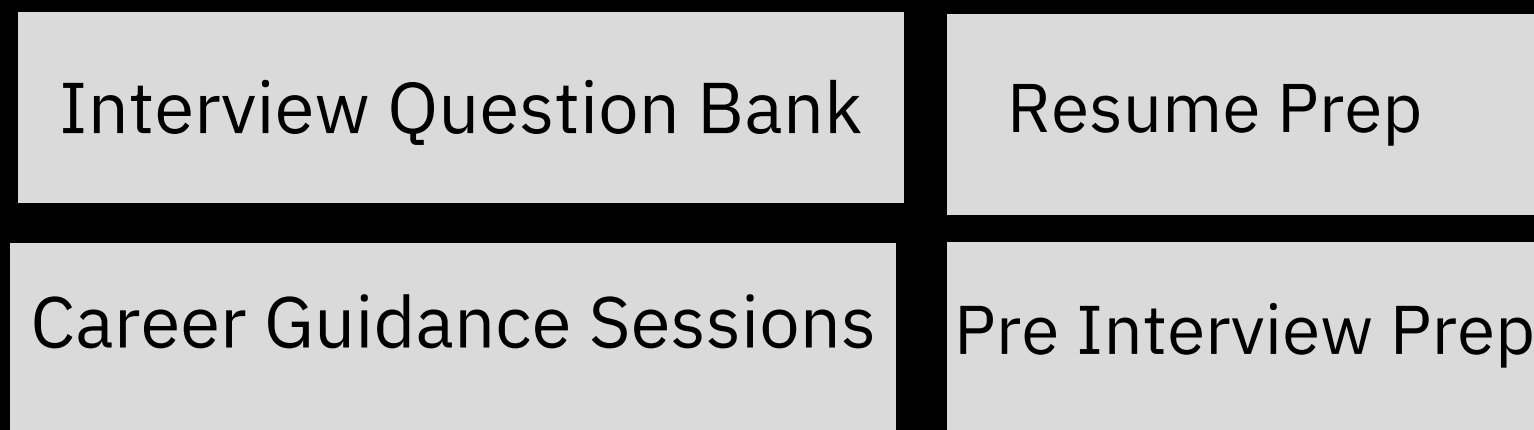 Interview Question Bank
Resume Prep
Career Guidance Sessions
Pre Interview Prep